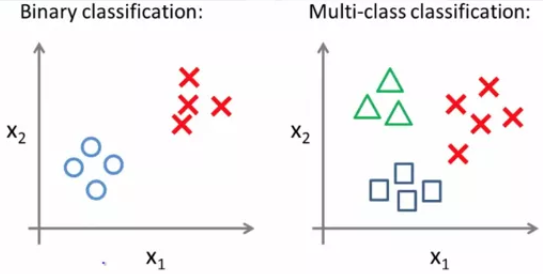 Binary classification:
Multi-class classification:
x2
x1
x2
x1